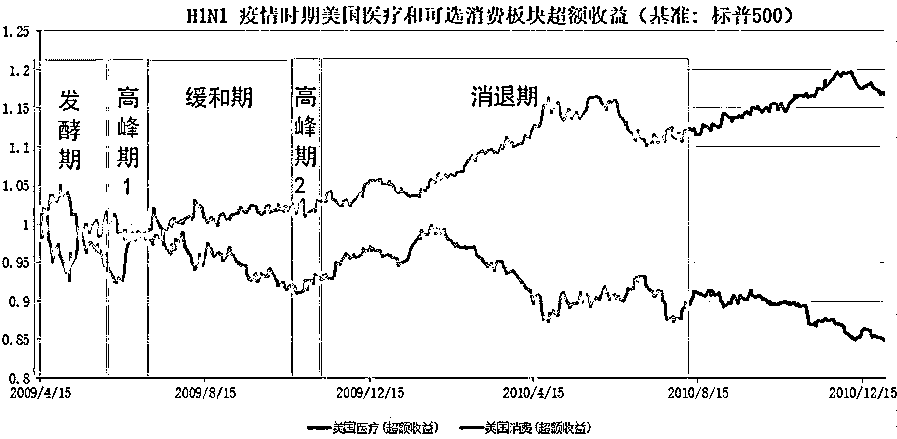 H1N1 疫情时期美国医疗和可选消费板块超额收益（基准：标普500）
1.25
1.2
1.15
1.1
1.05
1
0.95
0.9
0.85
0.8
发酵期
高峰期1
缓和期
高峰期2
消退期
2009/4/15
2009/8/15
2009/12/15
2010/4/15
2010/8/15
2010/12/15
美国医疗(超额收益)
美国消费(超额收益)